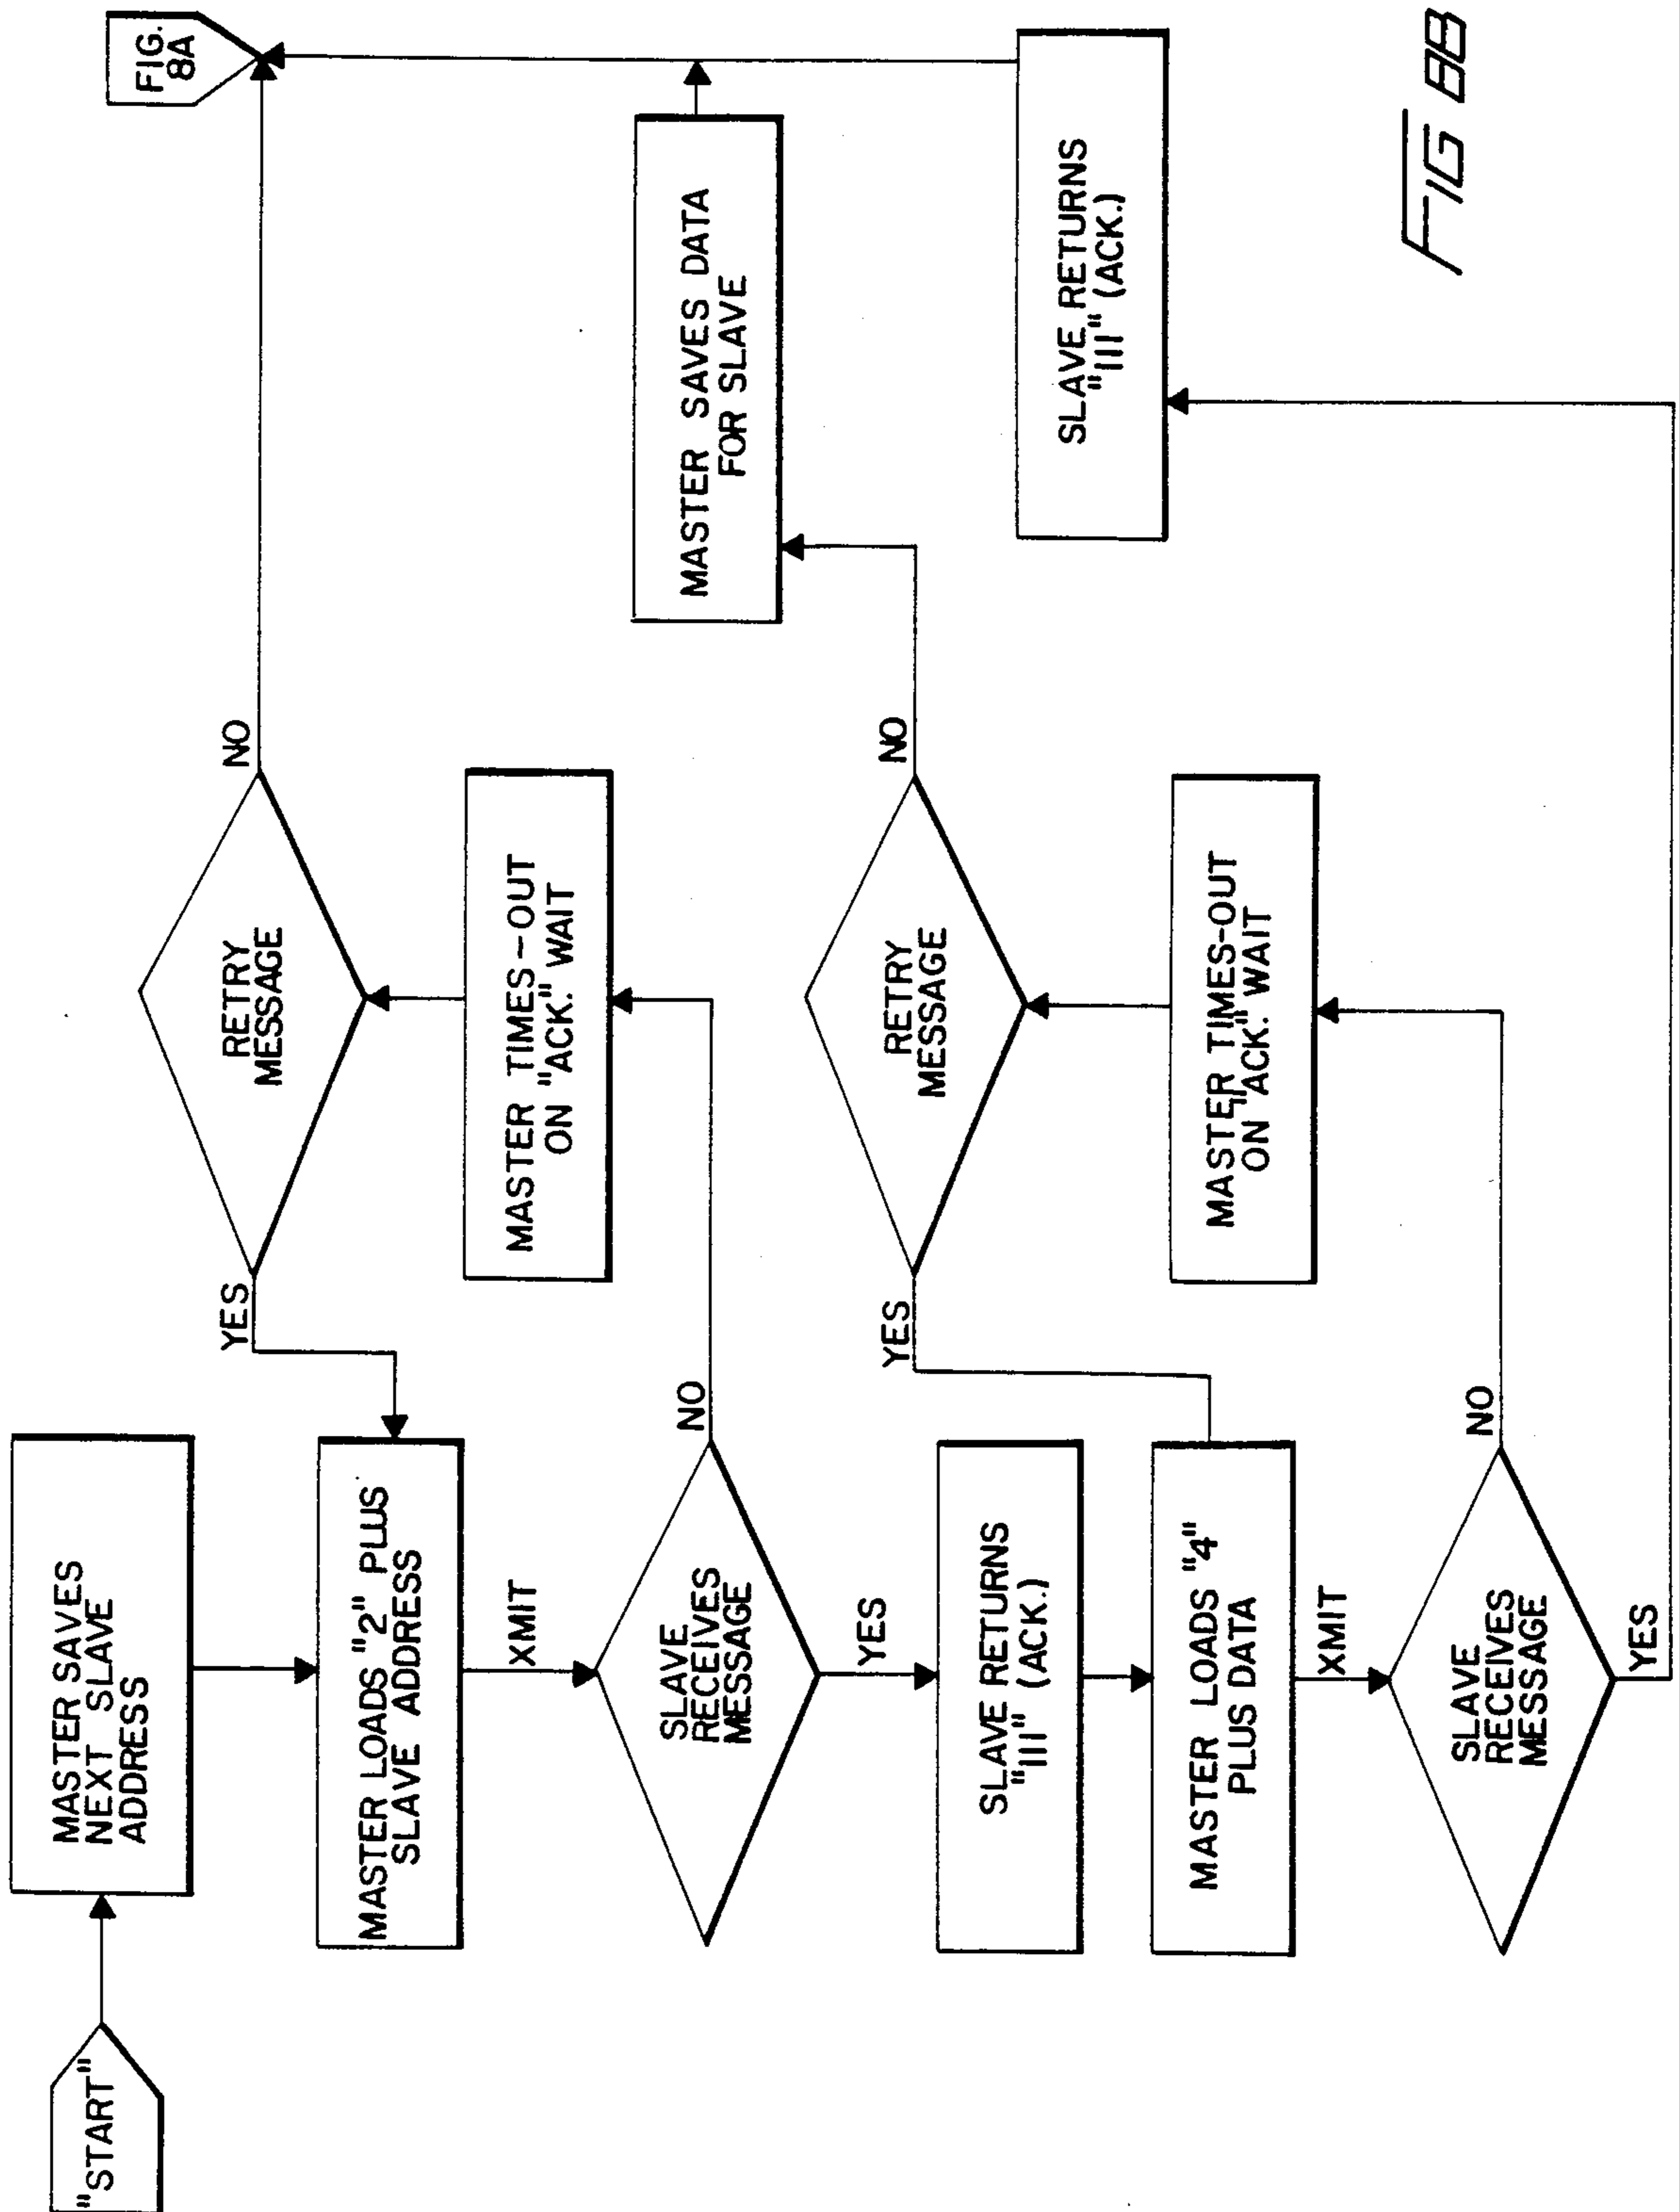 "START"
MASTER SAVES
NEXT SLAVE
ADDRESS
MASTER LOADS "2" PLUS
SLAVE ADDRESS
XMIT
SLAVE
RECEIVES
MESSAGE
NO
YES
MASTER TIMES-OUT
ON "ACK." WAIT
RETRY
MESSAGE
YES
NO
FIG.
8A
SLAVE RETURNS
"111" (ACK.)
MASTER LOADS "4"
PLUS DATA
XMIT
SLAVE
RECEIVES
MESSAGE
NO
YES
MASTER TIMES-OUT
ON "ACK." WAIT
RETRY
MESSAGE
YES
NO
MASTER SAVES DATA
FOR SLAVE
SLAVE RETURNS
"111" (ACK.)
FIG 8B